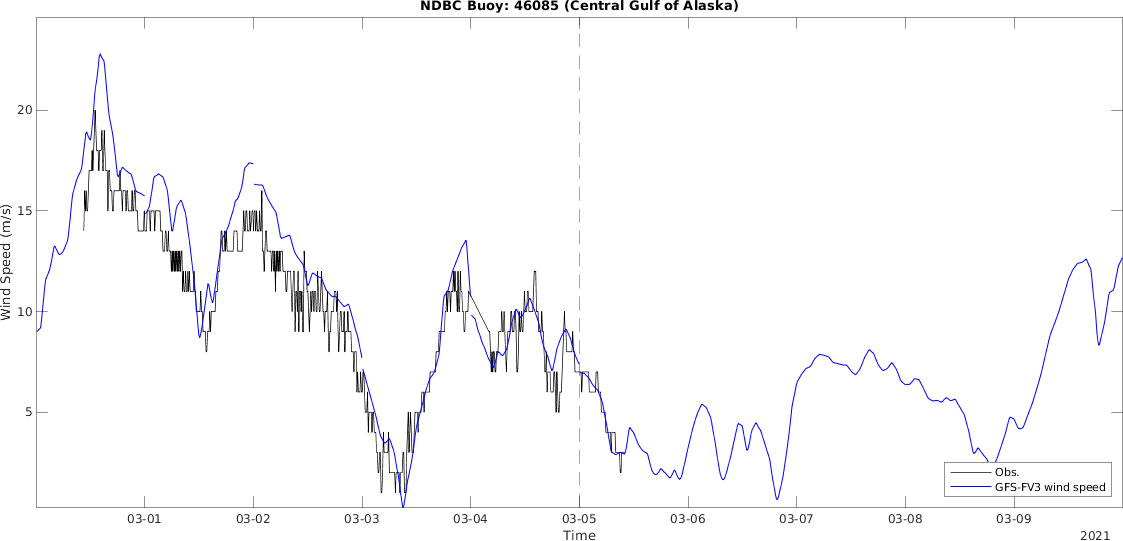 NDBC Buoy: 46085 (Central Gulf of Alaska)
20
15
10
5
Wind Speed (m/s)
Obs.
GFS-FV3 wind speed
03-01 03-02 03-03 03-04 03-05 03-06 03-07 03-08 03-09
Time
2021